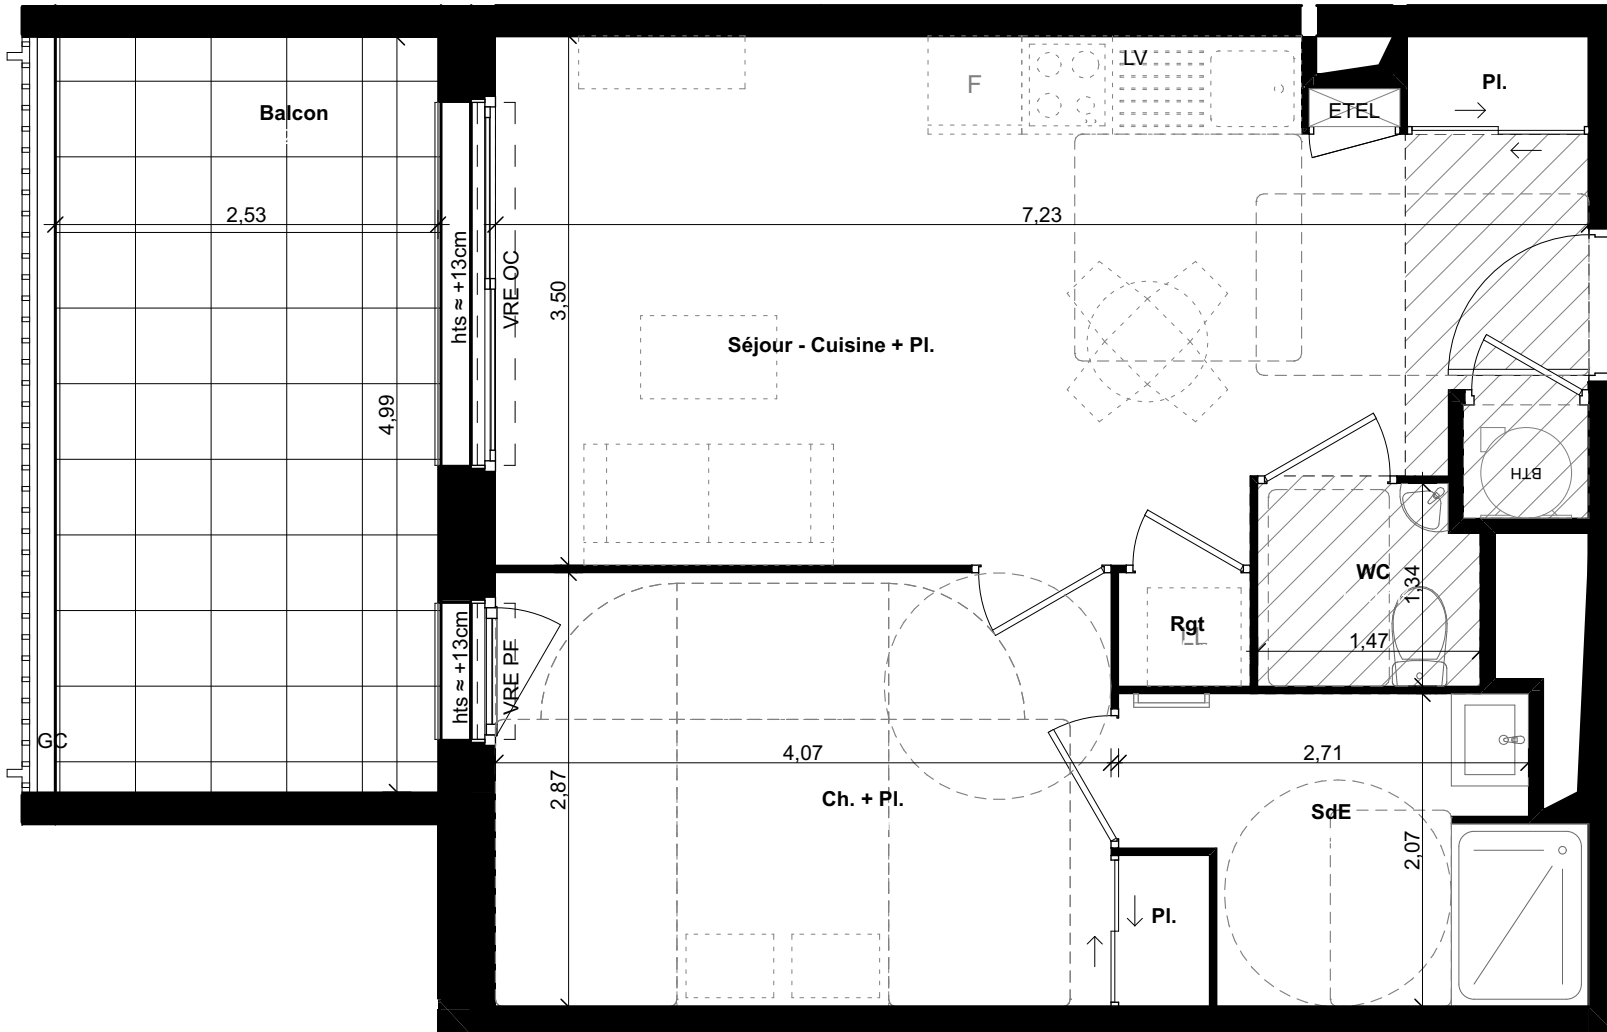 LV
F
Pl.
ETEL
Balcon
2,53
7,23
hts ≈ +13cm
VRE OC
3,50
Séjour - Cuisine + Pl.
4,99
BTH
WC
1,34
Rgt
LL
1,47
hts ≈ +13cm
VRE PF
GC
4,07
2,71
2,87
Ch. + Pl.
SdE
2,07
Pl.